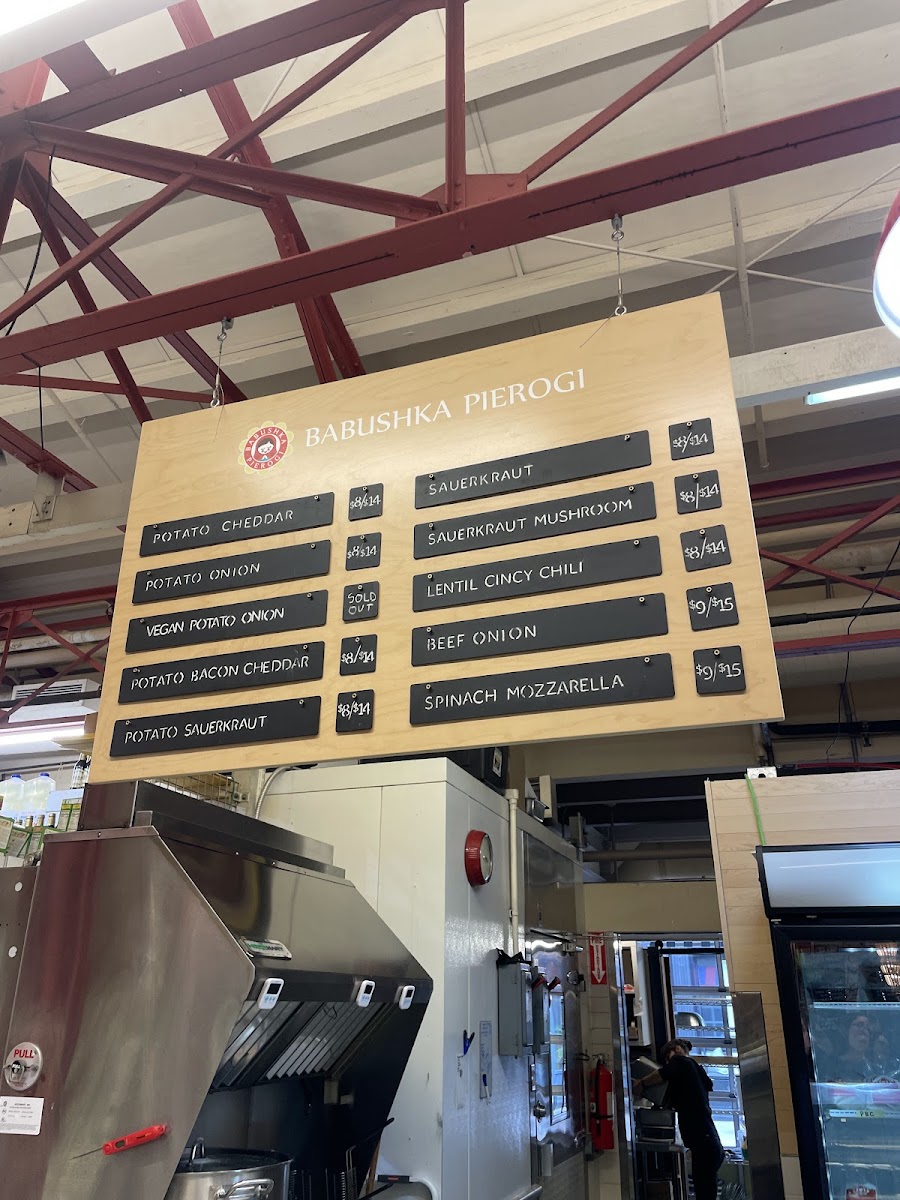 BABUSHKA PIEROGI
BABUSHKA PIEROGI
POTATO CHEDDAR $8/$14
POTATO ONION $8/$14
VEGAN POTATO ONION SOLD OUT
POTATO BACON CHEDDAR $8/$14
POTATO SAUERKRAUT $8/$14
SAUERKRAUT $8/$14
SAUERKRAUT MUSHROOM $8/$14
LENTIL CINCY CHILI $8/$14
BEEF ONION $9/$15
SPINACH MOZZARELLA $9/$15
PULL